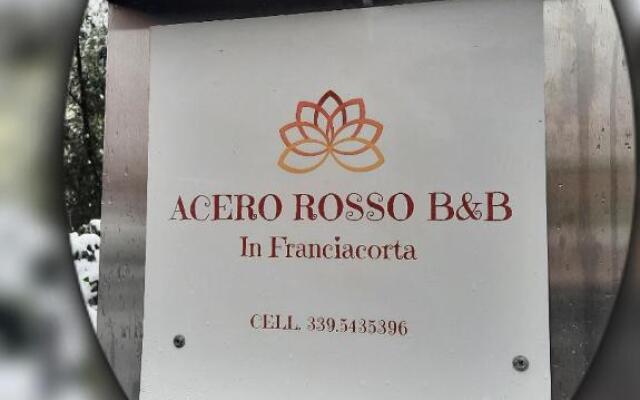 ACERO ROSSO B&B
In Franciacorta
CELL. 339.5435396